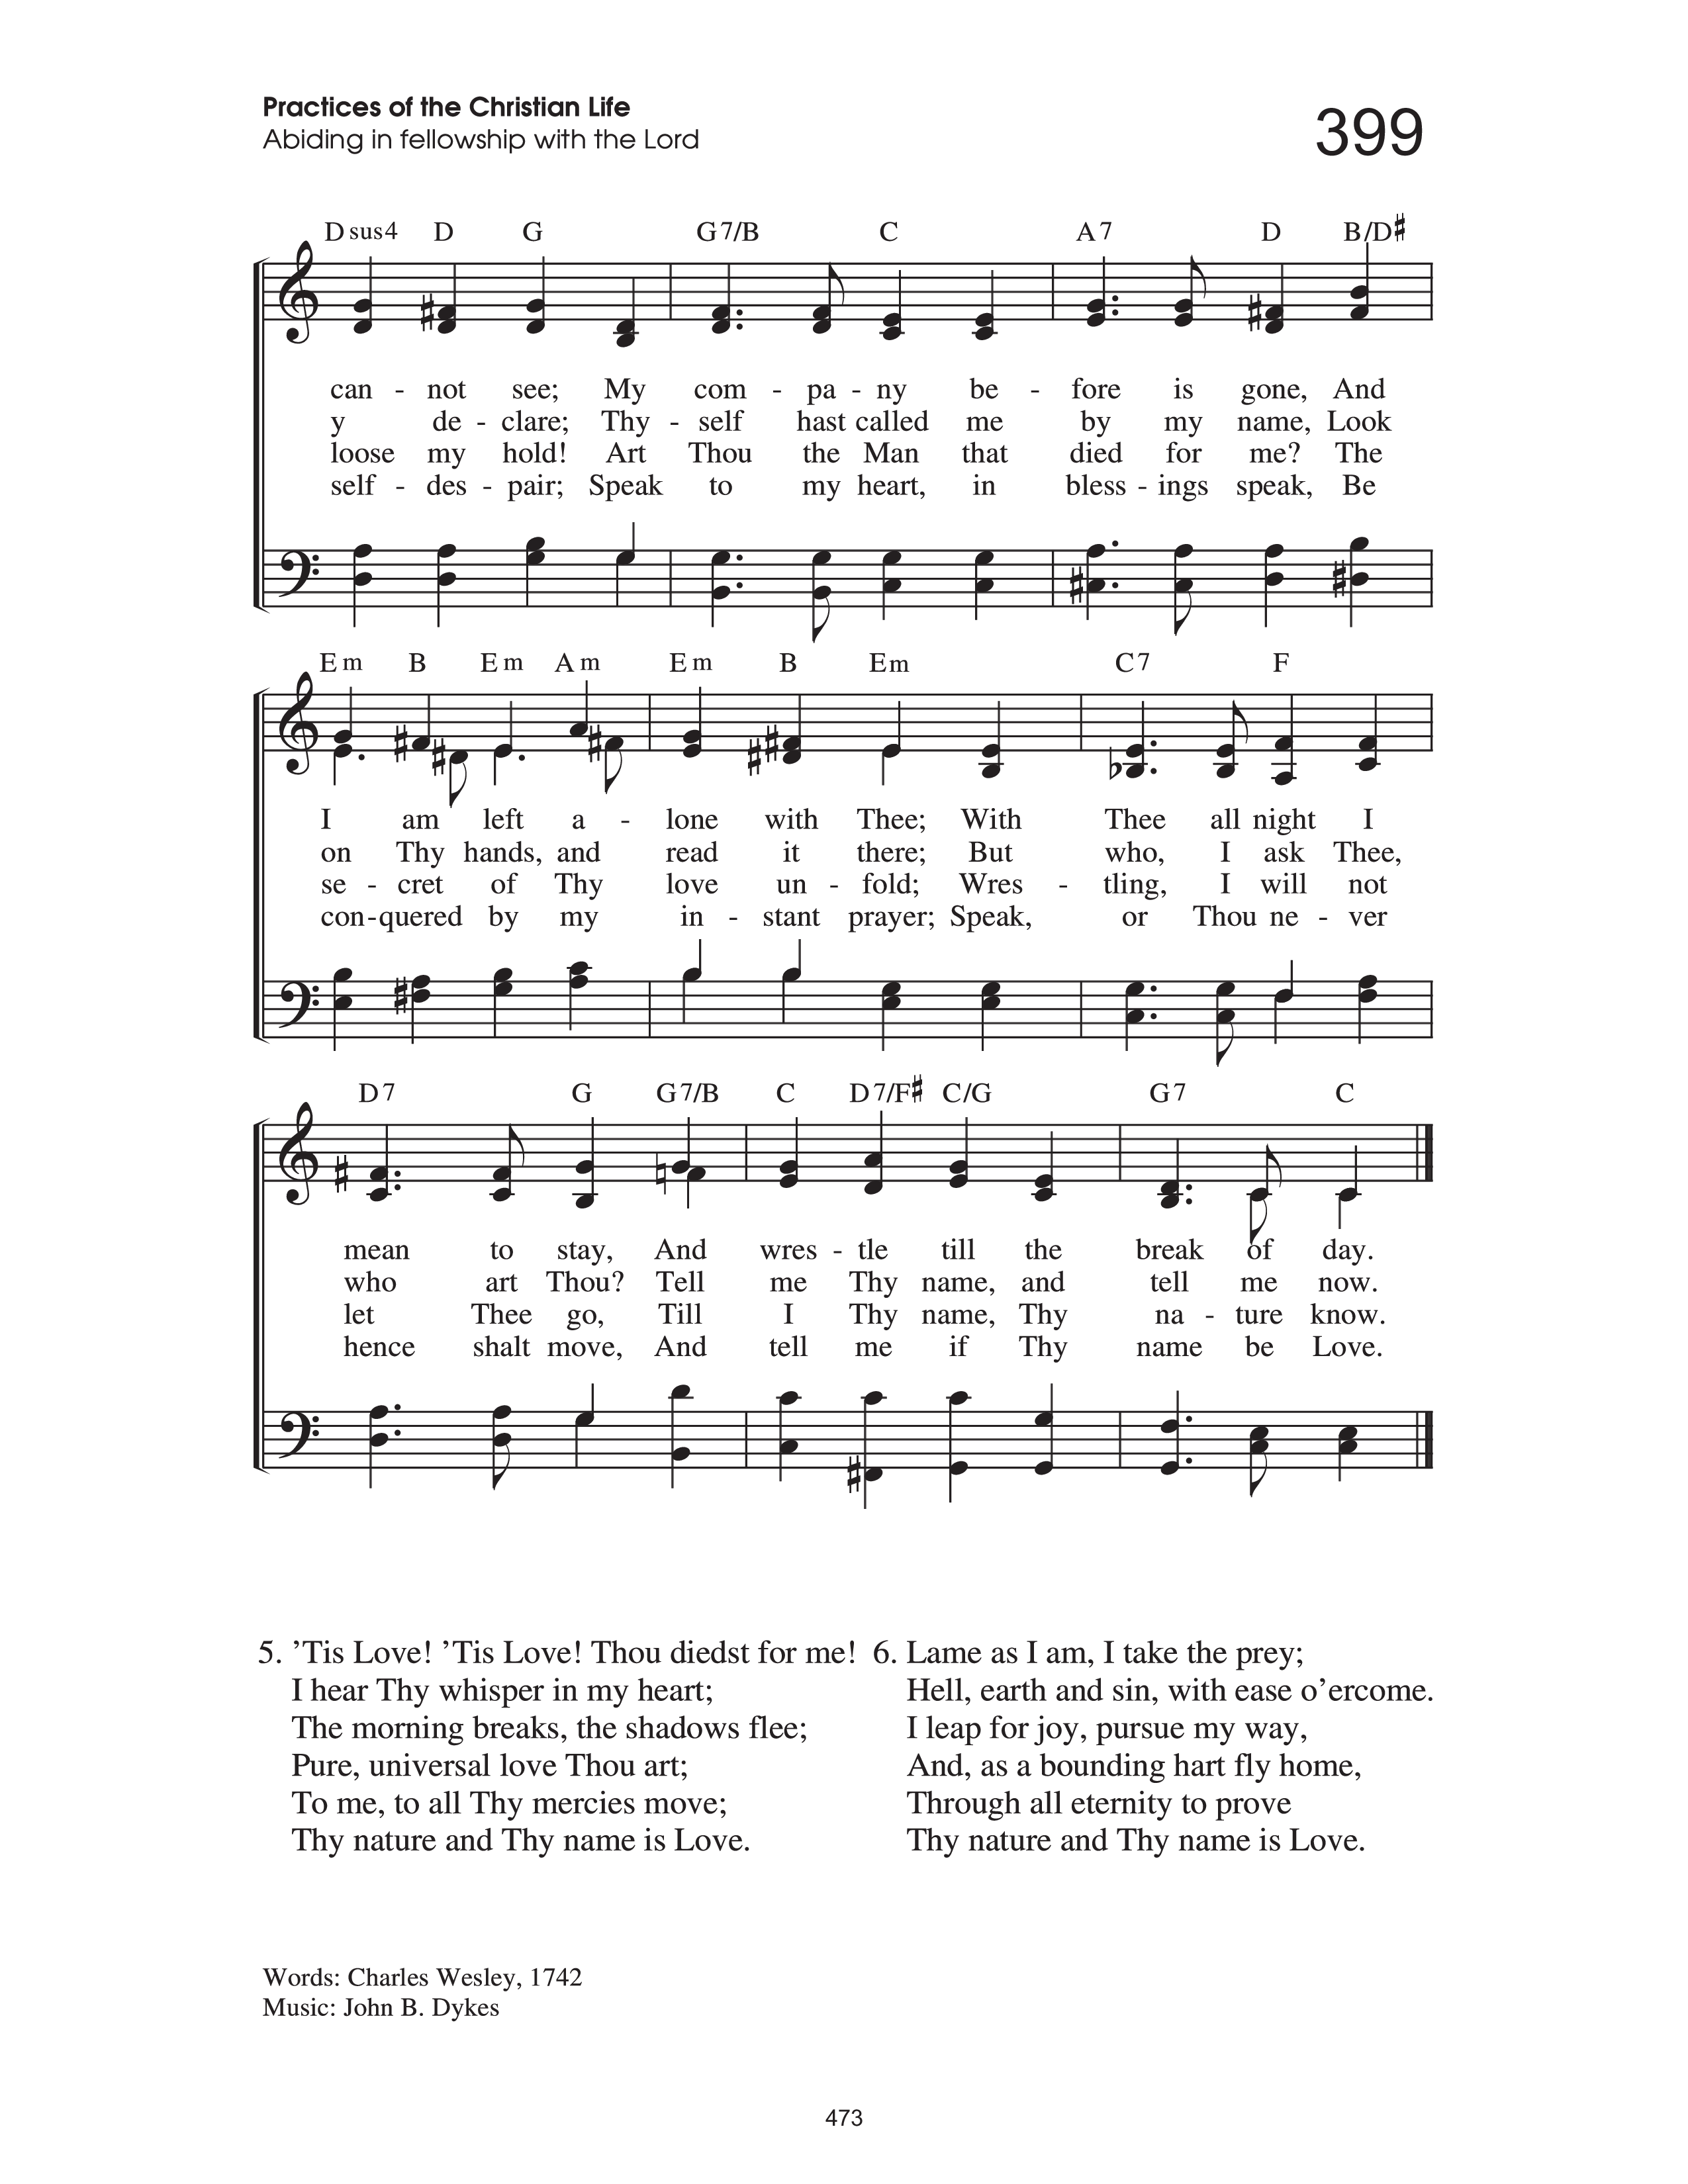 Practices of the Christian Life
Abiding in fellowship with the Lord
399
D sus4 D G G7/B C A7 D B/D♯
can - not see; My com - pa - ny be - fore is gone, And
y de - clare; Thy - self hast called me by my name, Look
loose my hold! Art Thou the Man that died for me? The
self - des - pair; Speak to my heart, in bless - ings speak, Be
Em B Em Am Em B Em C7 F
I am left a - lone with Thee; With Thee all night I
on Thy hands, and read it there; But who, I ask Thee,
se - cret of Thy love un - fold; Wres - tling, I will not
con - quered by my in - stant prayer; Speak, or Thou ne - ver
D7 G G7/B C D7/F♯ C/G G7 C
mean to stay, And wres - tle till the break of day.
who art Thou? Tell me Thy name, and tell me now.
let Thee go, Till I Thy name, Thy na - ture know.
hence shalt move, And tell me if Thy name be Love.
5. ’Tis Love! ’Tis Love! Thou diedst for me!
I hear Thy whisper in my heart;
The morning breaks, the shadows flee;
Pure, universal love Thou art;
To me, to all Thy mercies move;
Thy nature and Thy name is Love.
6. Lame as I am, I take the prey;
Hell, earth and sin, with ease o’ercome.
I leap for joy, pursue my way,
And, as a bounding hart fly home,
Through all eternity to prove
Thy nature and Thy name is Love.
Words: Charles Wesley, 1742
Music: John B. Dykes
473